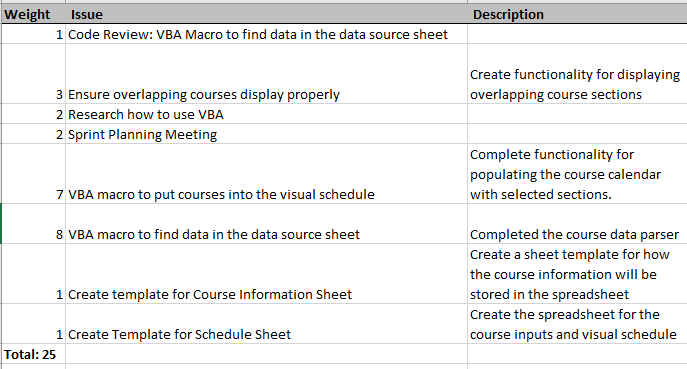 Weight Issue Description
1 Code Review: VBA Macro to find data in the data source sheet
Create functionality for displaying
3 Ensure overlapping courses display properly overlapping course sections
2 Research how to use VBA
2 Sprint Planning Meeting
Complete functionality for
populating the course calendar
7 VBA macro to put courses into the visual schedule with selected sections.
8 VBA macro to find data in the data source sheet Completed the course data parser
Create a sheet template for how
the course information will be
1 Create template for Course Information Sheet stored in the spreadsheet
Create the spreadsheet for the
1 Create Template for Schedule Sheet course inputs and visual schedule
Total: 25